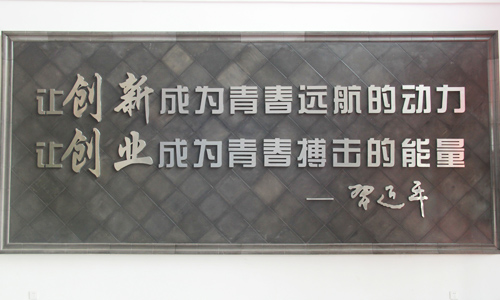 让创新成为青春远航的动力
让创业成为青春搏击的能量
— 习近平